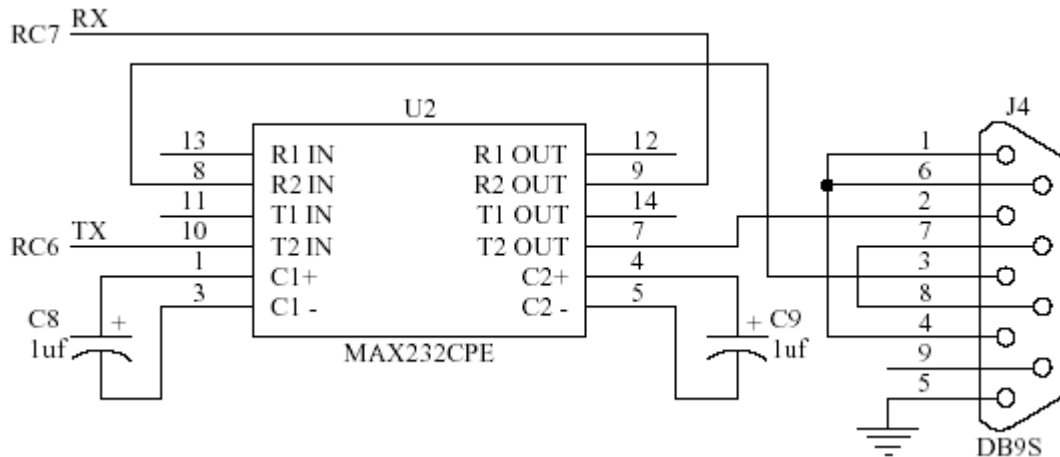 RX
RC7
U2
J4
13 R1 IN R1 OUT 12
8 R2 IN R2 OUT 9
11 T1 IN T1 OUT 14
RC6 TX 10 T2 IN T2 OUT 7
1 C1+ C2+ 4
3 C1 - C2 - 5
C8 +
1uf
+ C9
1uf
MAX232CPE
1
6
2
7
3
8
4
9
5
DB9S